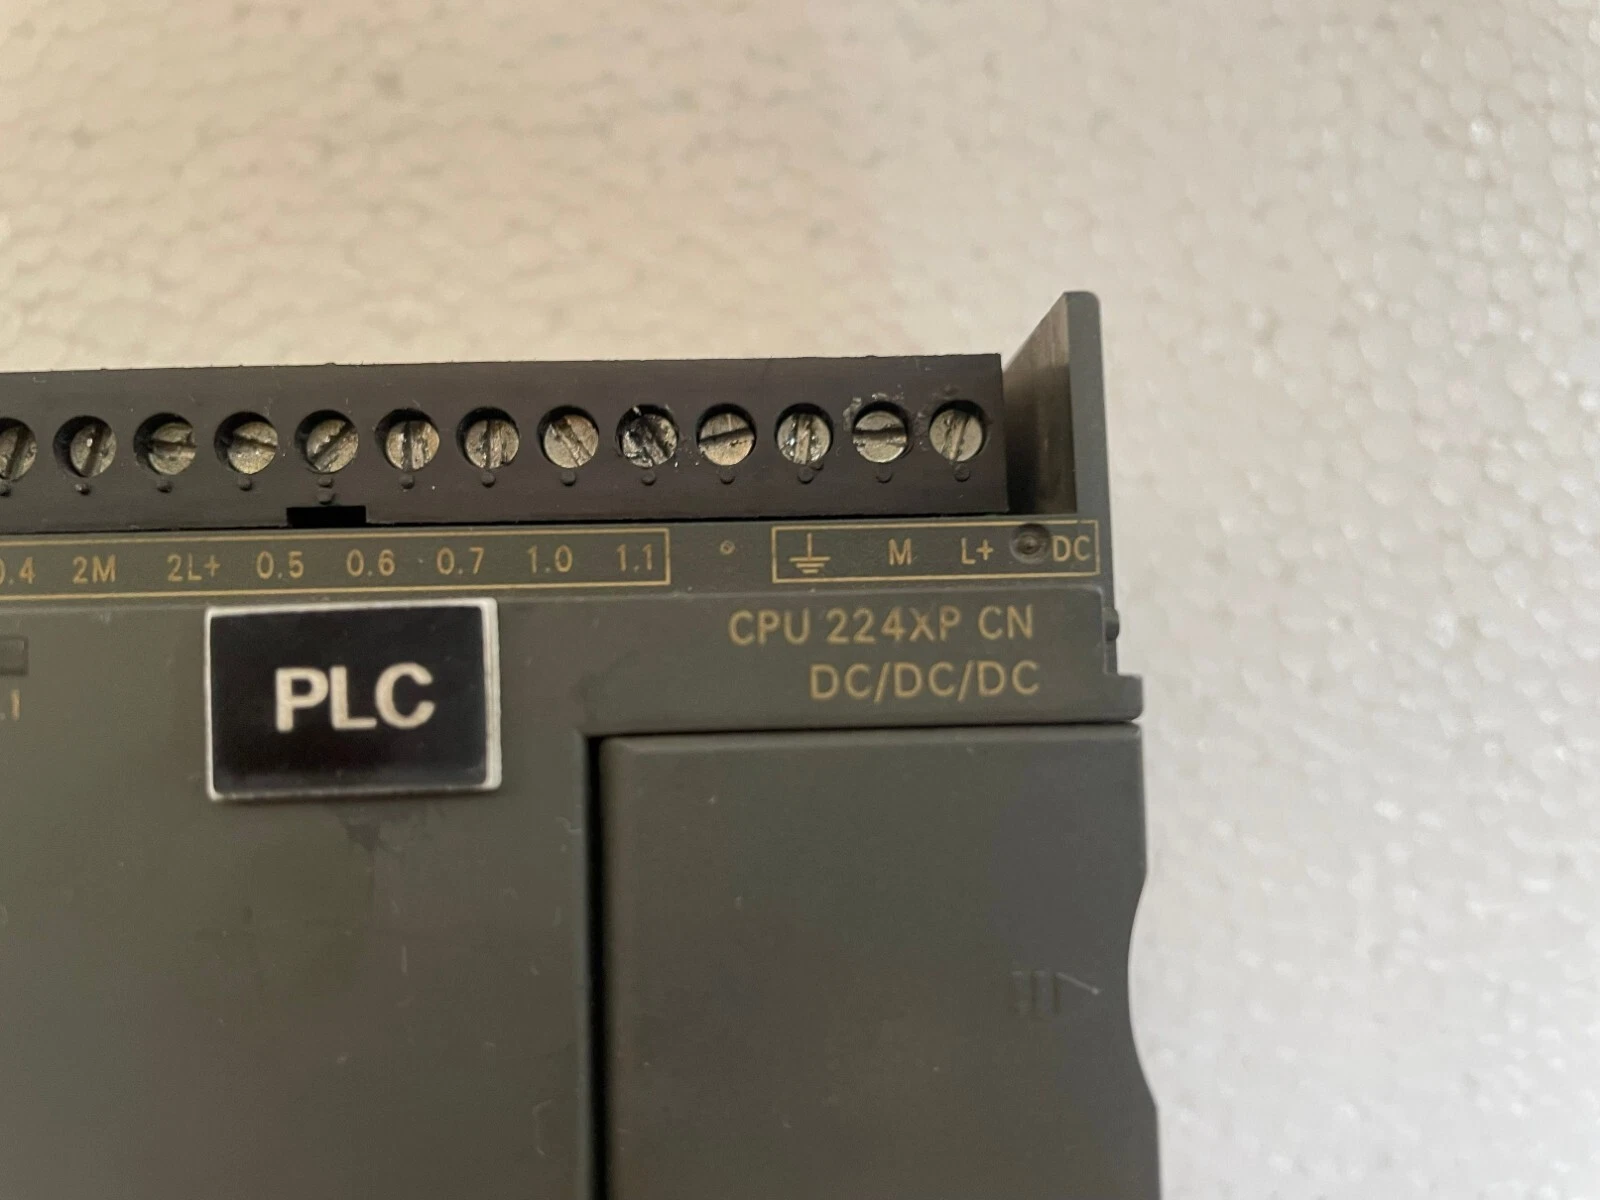 0.4 2M 2L+ 0.5 0.6 0.7 1.0 1.1 M L+ DC
CPU 224XP CN
DC/DC/DC
PLC